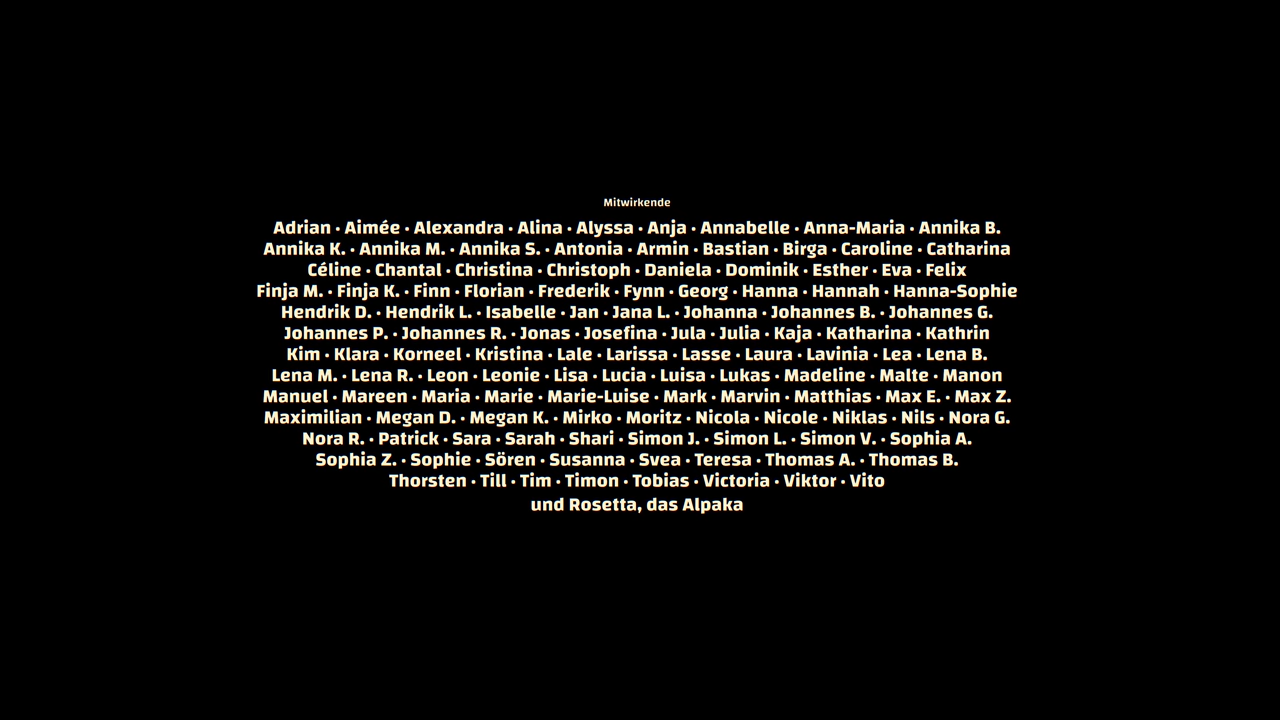 Mitwirkende
Adrian · Aimée · Alexandra · Alina · Alyssa · Anja · Annabelle · Anna-Maria · Annika B.
Annika K. · Annika M. · Annika S. · Antonia · Armin · Bastian · Birga · Caroline · Catharina
Céline · Chantal · Christina · Christoph · Daniela · Dominik · Esther · Eva · Felix
Finja M. · Finja K. · Finn · Florian · Frederik · Fynn · Georg · Hanna · Hannah · Hanna-Sophie
Hendrik D. · Hendrik L. · Isabelle · Jan · Jana L. · Johanna · Johannes B. · Johannes G.
Johannes P. · Johannes R. · Jonas · Josefina · Jula · Julia · Kaja · Katharina · Kathrin
Kim · Klara · Korneel · Kristina · Lale · Larissa · Lasse · Laura · Lavinia · Lea · Lena B.
Lena M. · Lena R. · Leon · Leonie · Lisa · Lucia · Luisa · Lukas · Madeline · Malte · Manon
Manuel · Mareen · Maria · Marie · Marie-Luise · Mark · Marvin · Matthias · Max E. · Max Z.
Maximilian · Megan D. · Megan K. · Mirko · Moritz · Nicola · Nicole · Niklas · Nils · Nora G.
Nora R. · Patrick · Sara · Sarah · Shari · Simon J. · Simon L. · Simon V. · Sophia A.
Sophia Z. · Sophie · Sören · Susanna · Svea · Teresa · Thomas A. · Thomas B.
Thorsten · Till · Tim · Timon · Tobias · Victoria · Viktor · Vito
und Rosetta, das Alpaka